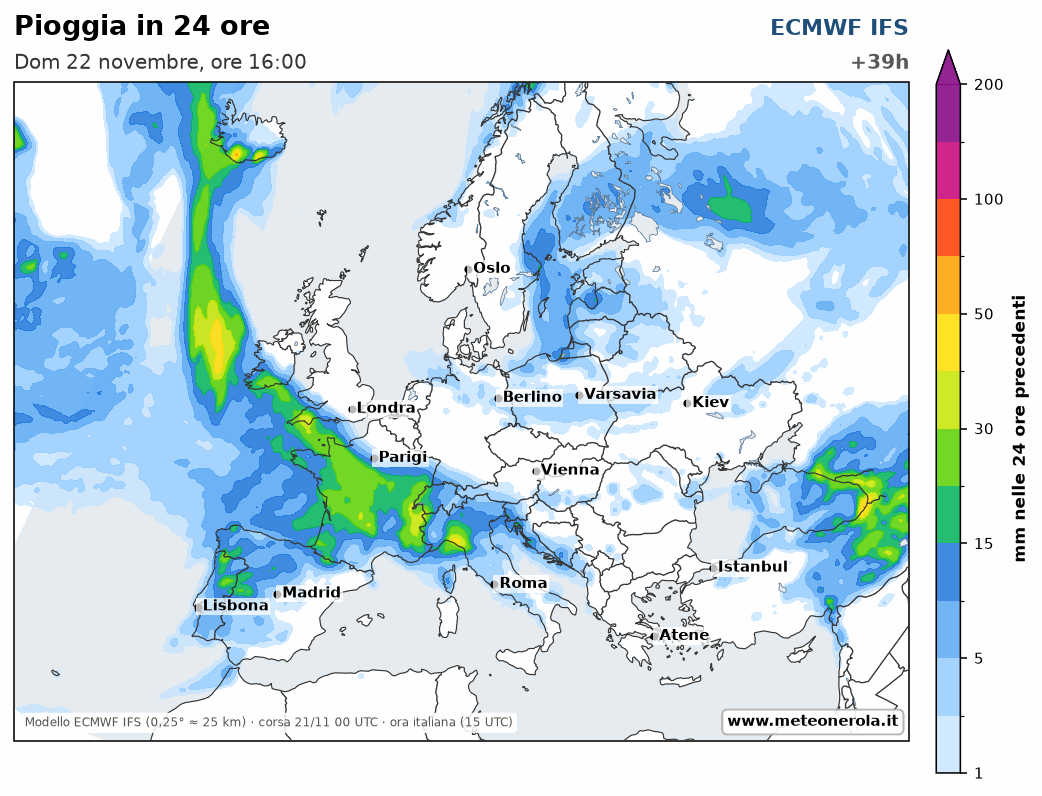 Pioggia in 24 ore
ECMWF IFS
Dom 22 novembre, ore 16:00
+39h
200
100
50
30
15
5
1
mm nelle 24 ore precedenti
Oslo
Londra
Berlino
Varsavia
Kiev
Parigi
Vienna
Istanbul
Roma
Madrid
Lisbona
Atene
Modello ECMWF IFS (0,25° ≈ 25 km) · corsa 21/11 00 UTC · ora italiana (15 UTC)
www.meteonerola.it